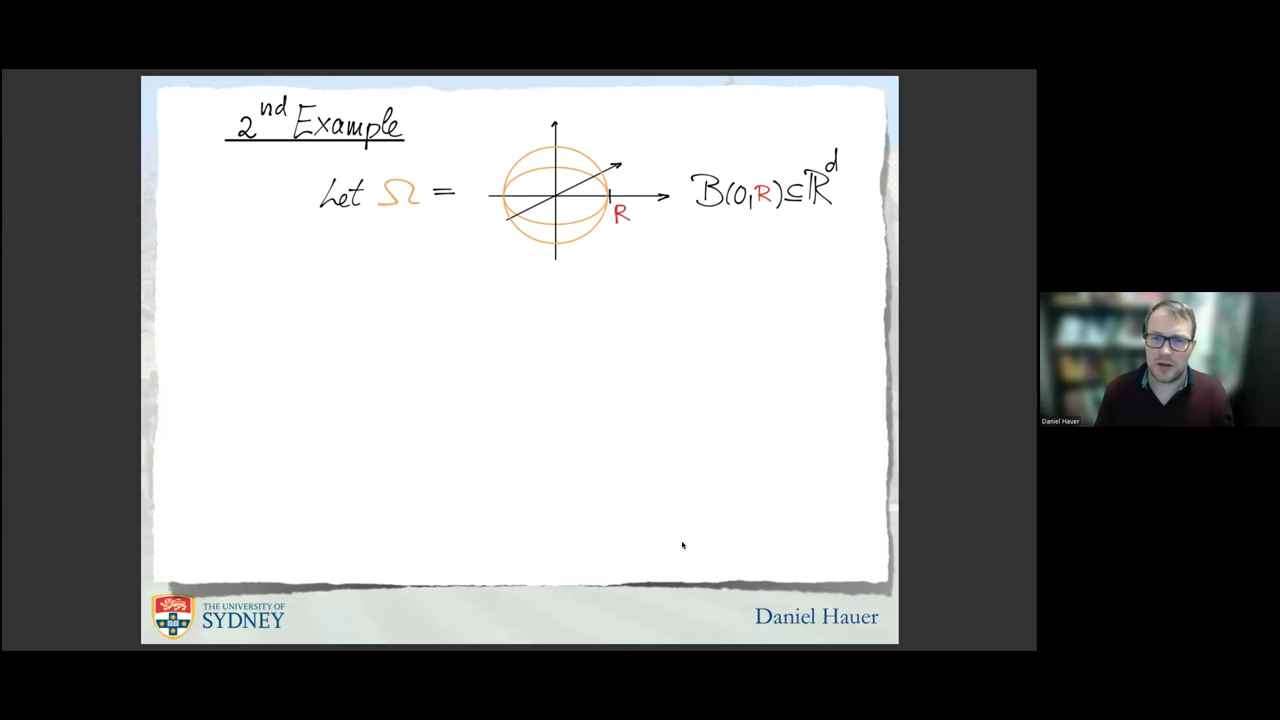 2nd Example
Let Ω =
R
B(0,R)⊆ℝᵈ
THE UNIVERSITY OF
SYDNEY
Daniel Hauer
Daniel Hauer